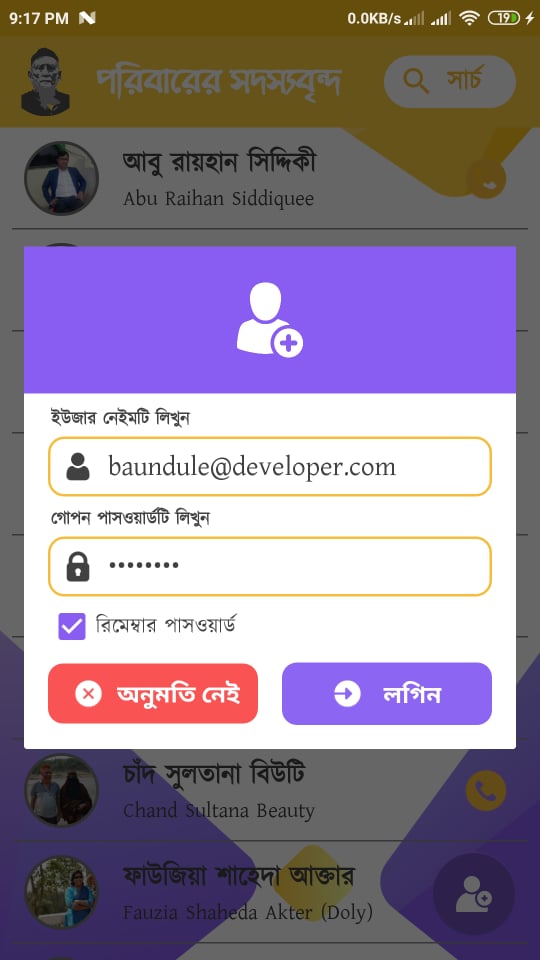 9:17 PM
0.0KB/s
19
পরিবারের সদস্যবৃন্দ
সার্চ
আবু রায়হান সিদ্দিকী
Abu Raihan Siddiquee
ইউজার নেইমটি লিখুন
baundule@developer.com
গোপন পাসওয়ার্ডটি লিখুন
••••••••
রিমেম্বার পাসওয়ার্ড
অনুমতি নেই
লগিন
চাঁদ সুলতানা বিউটি
Chand Sultana Beauty
ফাউজিয়া শাহেদা আক্তার
Fauzia Shaheda Akter (Doly)